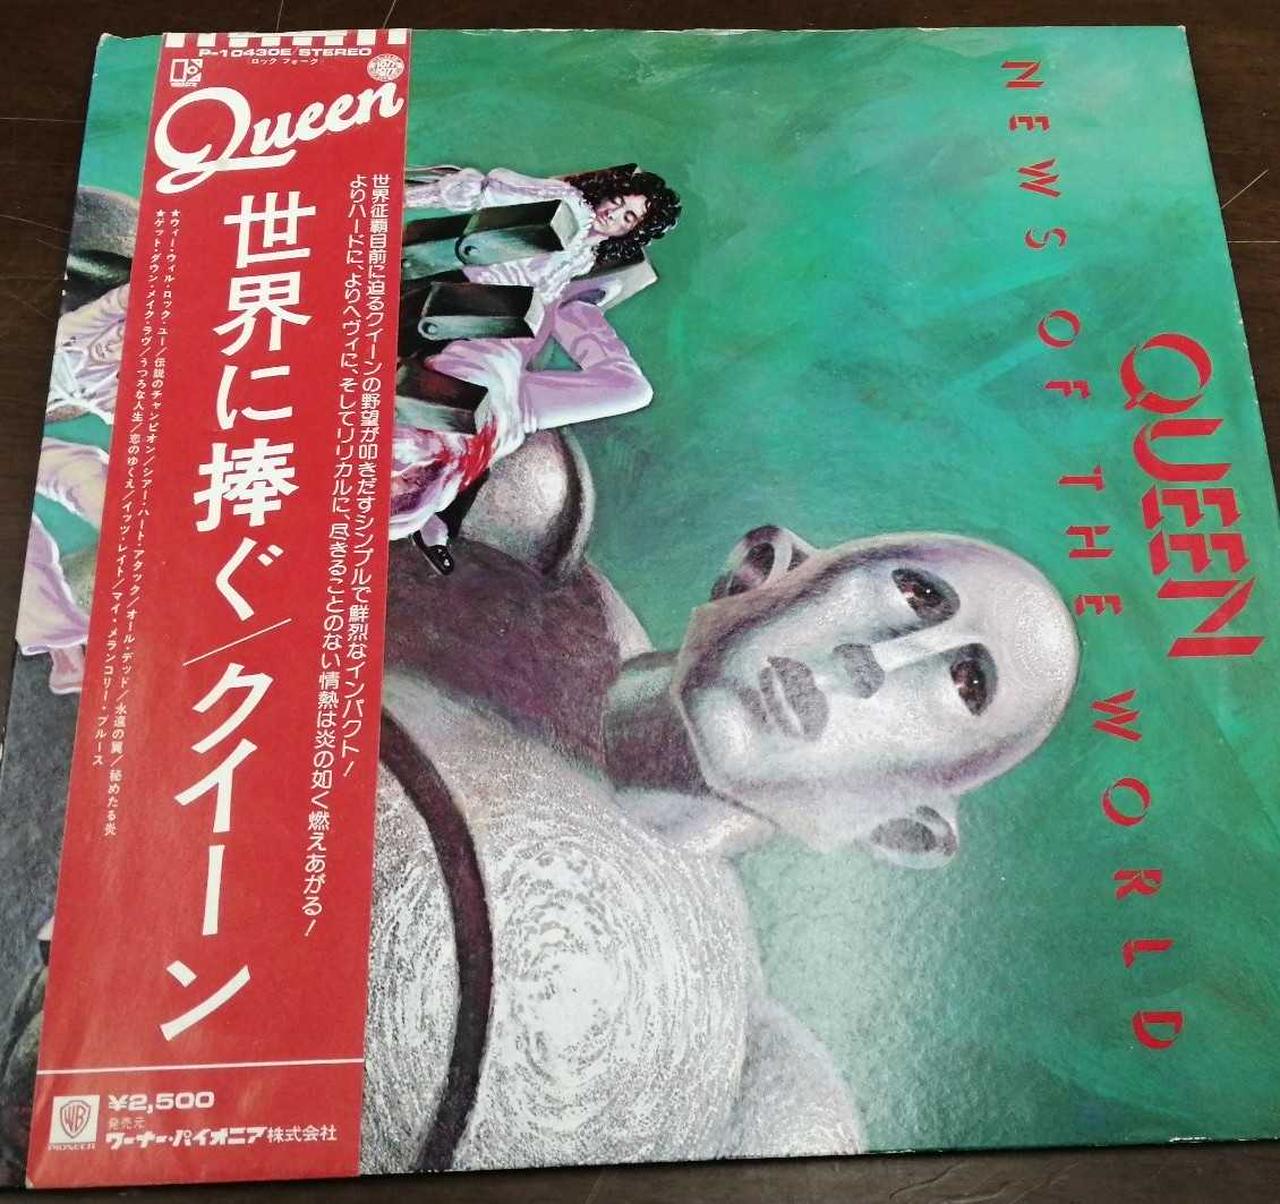 P-10430E/STEREO
ロック フォーク
Queen
世界に捧ぐ/クイーン
世界征覇目前に迫るクイーンの野望が叩きだすシンプルで鮮烈なインパクト!
よりハードに、よりヘヴィに、そしてリリカルに、尽きることのない情熱は炎の如く燃えあがる!
★ウィー・ウィル・ロック・ユー/伝説のチャンピオン/シアー・ハート・アタック/オール・デッド/永遠の翼/秘めたる炎
★ゲット・ダウン・メイク・ラヴ/うつろな人生/恋のゆくえ/イッツ・レイト/マイ・メランコリー・ブルース
¥2,500
発売元
ワーナー・パイオニア株式会社
WB
PIONEER
QUEEN
NEWS OF THE WORLD